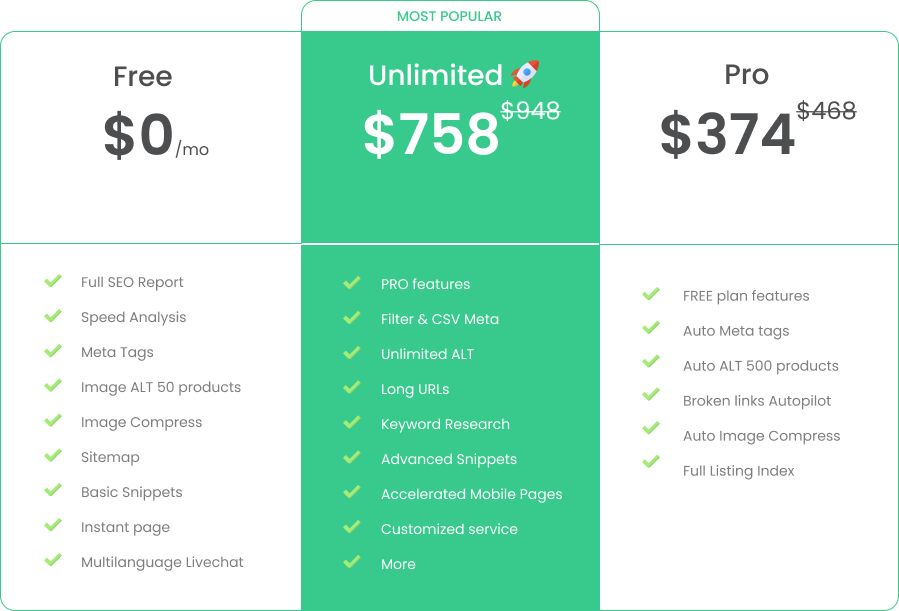 MOST POPULAR
Free
$0/mo
Full SEO Report
Speed Analysis
Meta Tags
Image ALT 50 products
Image Compress
Sitemap
Basic Snippets
Instant page
Multilanguage Livechat
Unlimited 🚀
$758 $948
PRO features
Filter & CSV Meta
Unlimited ALT
Long URLs
Keyword Research
Advanced Snippets
Accelerated Mobile Pages
Customized service
More
Pro
$374 $468
FREE plan features
Auto Meta tags
Auto ALT 500 products
Broken links Autopilot
Auto Image Compress
Full Listing Index